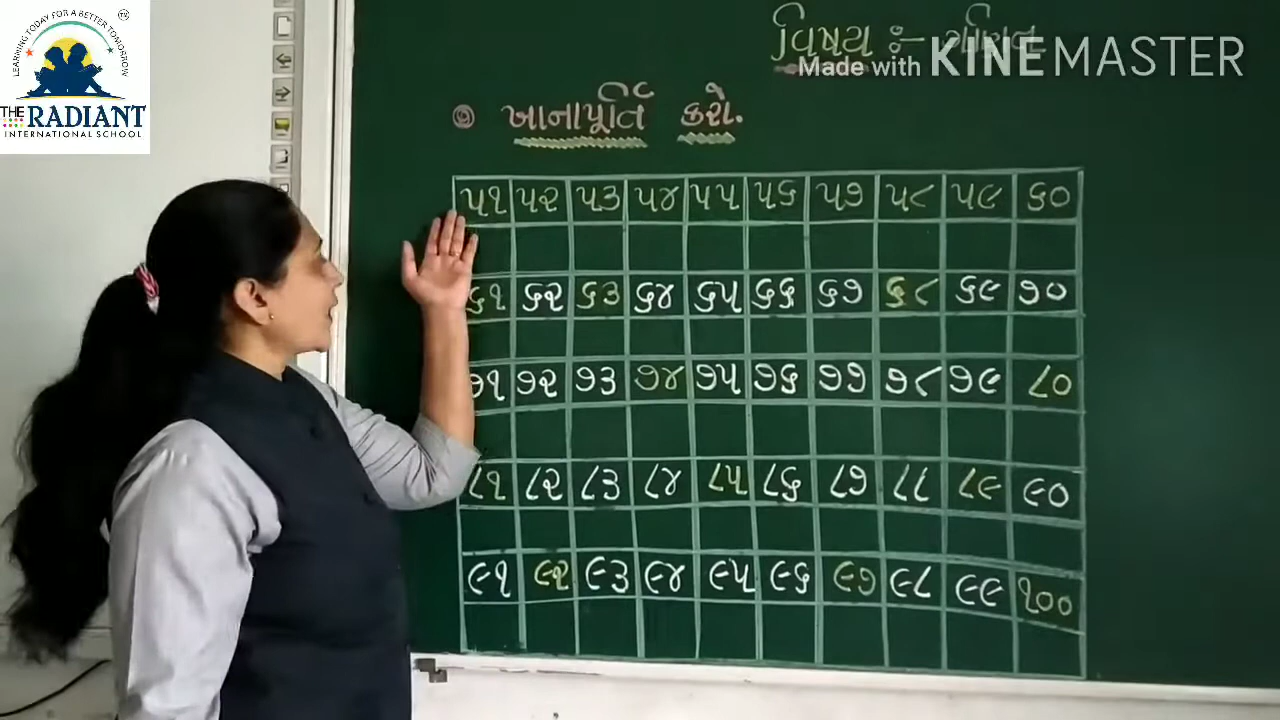 LEARNING TODAY FOR A BETTER TOMORROW
THE RADIANT
INTERNATIONAL SCHOOL
વિષય :- ગણિત
Made with KINEMASTER
ખાનાપૂર્તિ કરો.
૫૧ ૫૨ ૫૩ ૫૪ ૫૫ ૫૬ ૫૭ ૫૮ ૫૯ ૬૦
૬૧ ૬૨ ૬૩ ૬૪ ૬૫ ૬૬ ૬૭ ૬૮ ૬૯ ૭૦
૭૧ ૭૨ ૭૩ ૭૪ ૭૫ ૭૬ ૭૭ ૭૮ ૭૯ ૮૦
૮૧ ૮૨ ૮૩ ૮૪ ૮૫ ૮૬ ૮૭ ૮૮ ૮૯ ૯૦
૯૧ ૯૨ ૯૩ ૯૪ ૯૫ ૯૬ ૯૭ ૯૮ ૯૯ ૧૦૦